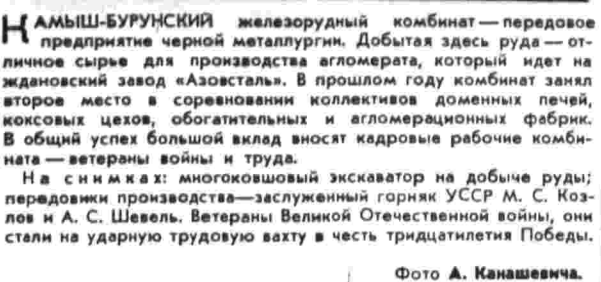 КАМЫШ-БУРУНСКИЙ железорудный комбинат — передовое
предприятие черной металлургии. Добытая здесь руда — от-
личное сырье для производства агломерата, который идет на
ждановский завод «Азовсталь». В прошлом году комбинат занял
второе место в соревновании коллективов доменных печей,
коксовых цехов, обогатительных и агломерационных фабрик.
В общий успех большой вклад вносят кадровые рабочие комби-
ната — ветераны войны и труда.
На снимках: многоковшовый экскаватор на добыче руды;
передовики производства — заслуженный горняк УССР М. С. Коз-
лов и А. С. Шевель. Ветераны Великой Отечественной войны, они
стали на ударную трудовую вахту в честь тридцатилетия Победы.
Фото А. Канашевича.